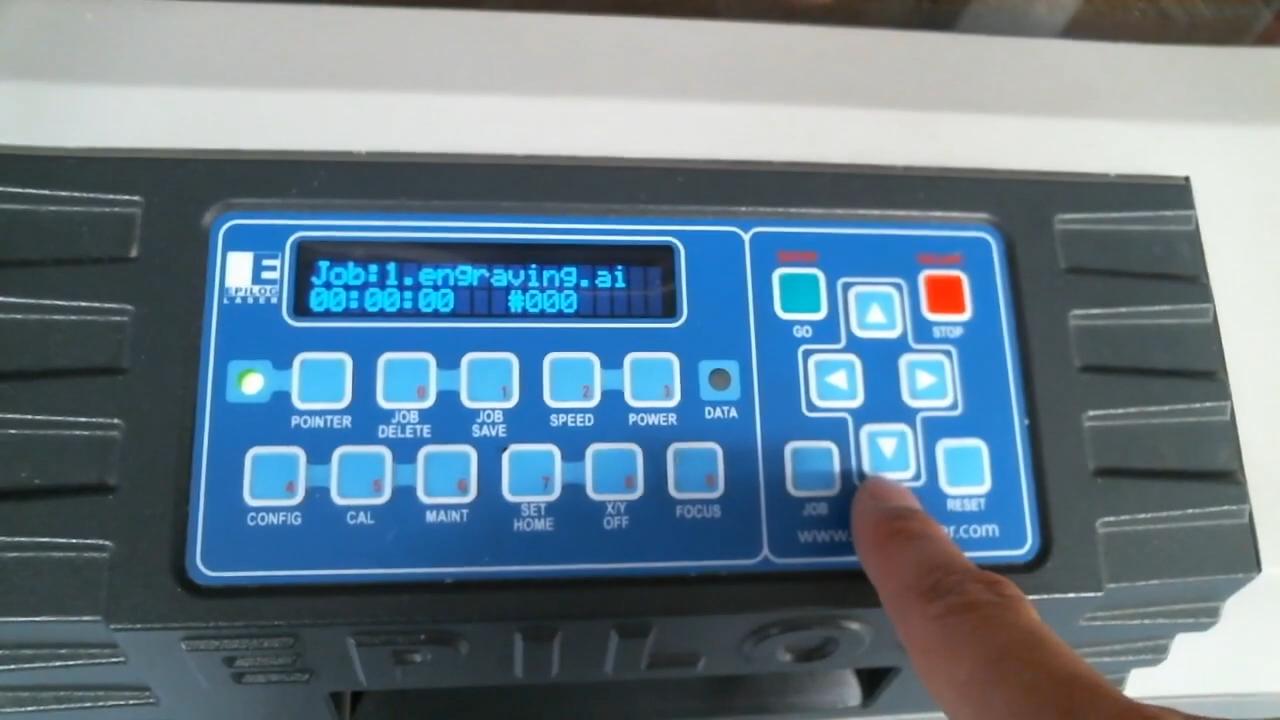 Job:1.engraving.ai
00:00:00 #000
E
EPILOG
LASER
GO
STOP
POINTER
JOB DELETE
0
JOB SAVE
1
SPEED
2
POWER
3
DATA
CONFIG
4
CAL
5
MAINT
6
SET HOME
7
X/Y OFF
8
FOCUS
9
JOB
RESET
www.
er.com
EPIL